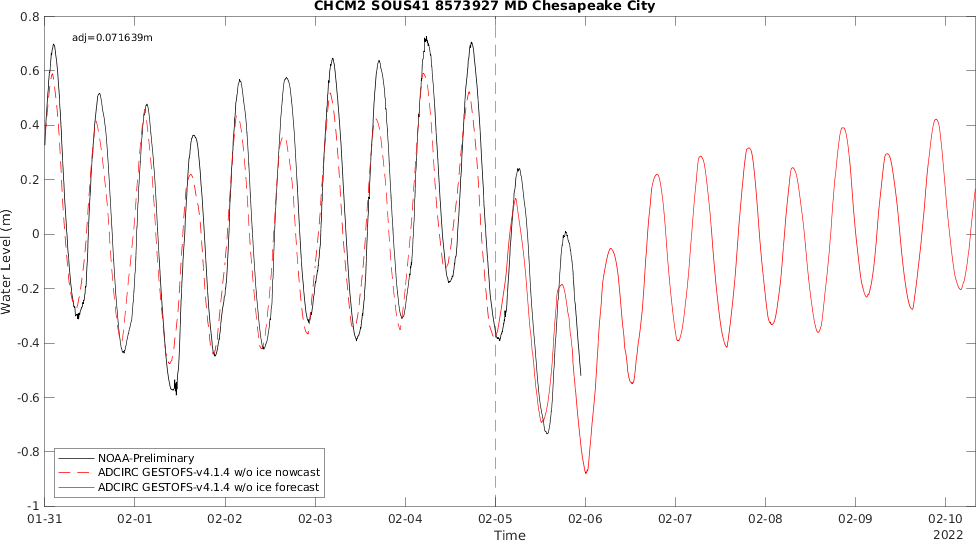 CHCM2 SOUS41 8573927 MD Chesapeake City
adj=0.071639m
0.8
0.6
0.4
0.2
0
-0.2
-0.4
-0.6
-0.8
-1
Water Level (m)
NOAA-Preliminary
ADCIRC GESTOFS-v4.1.4 w/o ice nowcast
ADCIRC GESTOFS-v4.1.4 w/o ice forecast
01-31 02-01 02-02 02-03 02-04 02-05 02-06 02-07 02-08 02-09 02-10
Time
2022